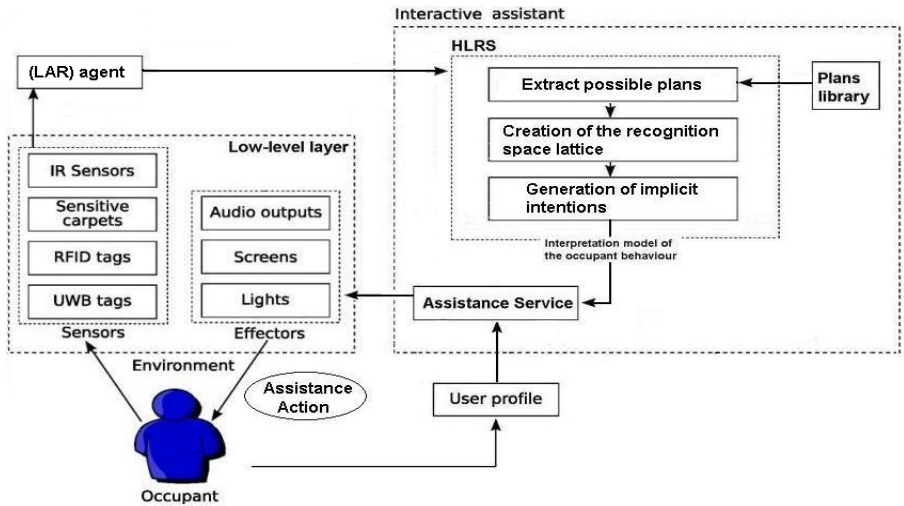 Interactive assistant
HLRS
(LAR) agent
Extract possible plans
Plans
library
Creation of the recognition
space lattice
Generation of implicit
intentions
Interpretation model of
the occupant behaviour
Low-level layer
IR Sensors
Sensitive
carpets
RFID tags
UWB tags
Sensors
Audio outputs
Screens
Lights
Effectors
Assistance Service
Environment
Assistance
Action
User profile
Occupant